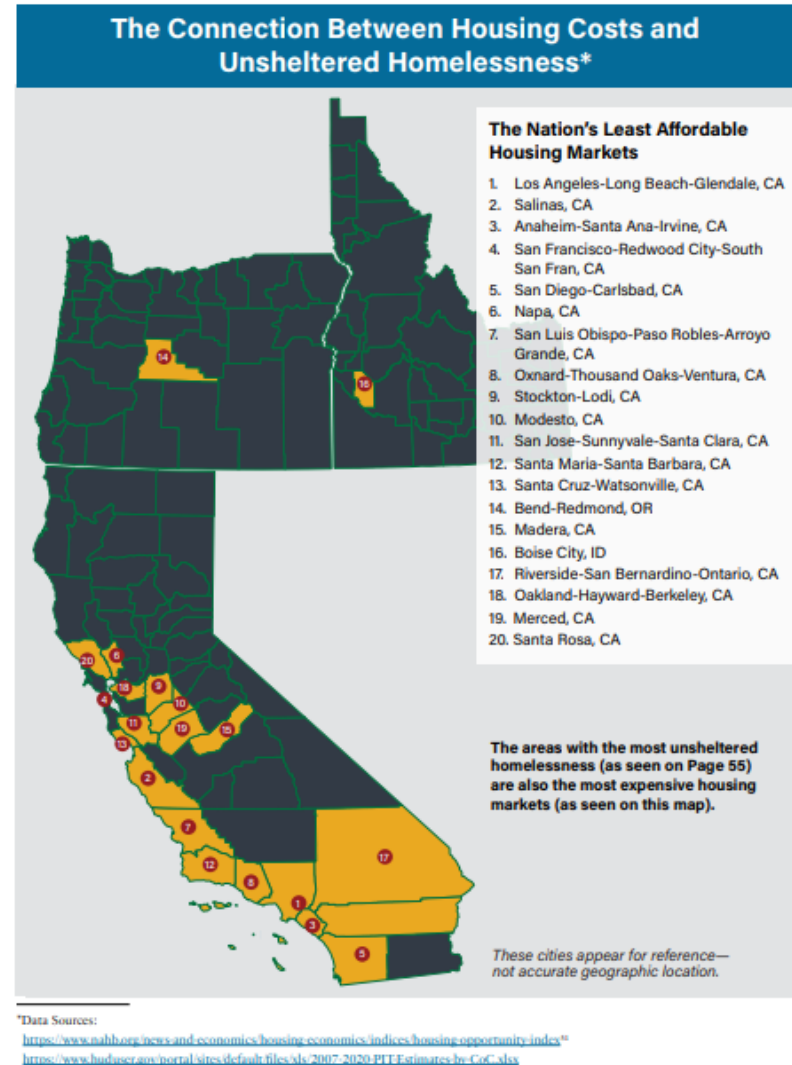 The Connection Between Housing Costs and
Unsheltered Homelessness*
The Nation's Least Affordable
Housing Markets
1. Los Angeles-Long Beach-Glendale, CA
2. Salinas, CA
3. Anaheim-Santa Ana-Irvine, CA
4. San Francisco-Redwood City-South
San Fran, CA
5. San Diego-Carlsbad, CA
6. Napa, CA
7. San Luis Obispo-Paso Robles-Arroyo
Grande, CA
8. Oxnard-Thousand Oaks-Ventura, CA
9. Stockton-Lodi, CA
10. Modesto, CA
11. San Jose-Sunnyvale-Santa Clara, CA
12. Santa Maria-Santa Barbara, CA
13. Santa Cruz-Watsonville, CA
14. Bend-Redmond, OR
15. Madera, CA
16. Boise City, ID
17. Riverside-San Bernardino-Ontario, CA
18. Oakland-Hayward-Berkeley, CA
19. Merced, CA
20. Santa Rosa, CA
14
16
20
6
18
9
4
10
11
19
15
13
2
7
12
8
17
1
3
5
The areas with the most unsheltered
homelessness (as seen on Page 55)
are also the most expensive housing
markets (as seen on this map).
These cities appear for reference—
not accurate geographic location.
*Data Sources:
https://www.nahb.org/news-and-economics/housing-economics/indices/housing-opportunity-index
https://www.huduser.gov/portal/sites/default/files/xls/2007-2020-PIT-Estimates-by-CoC.xlsx